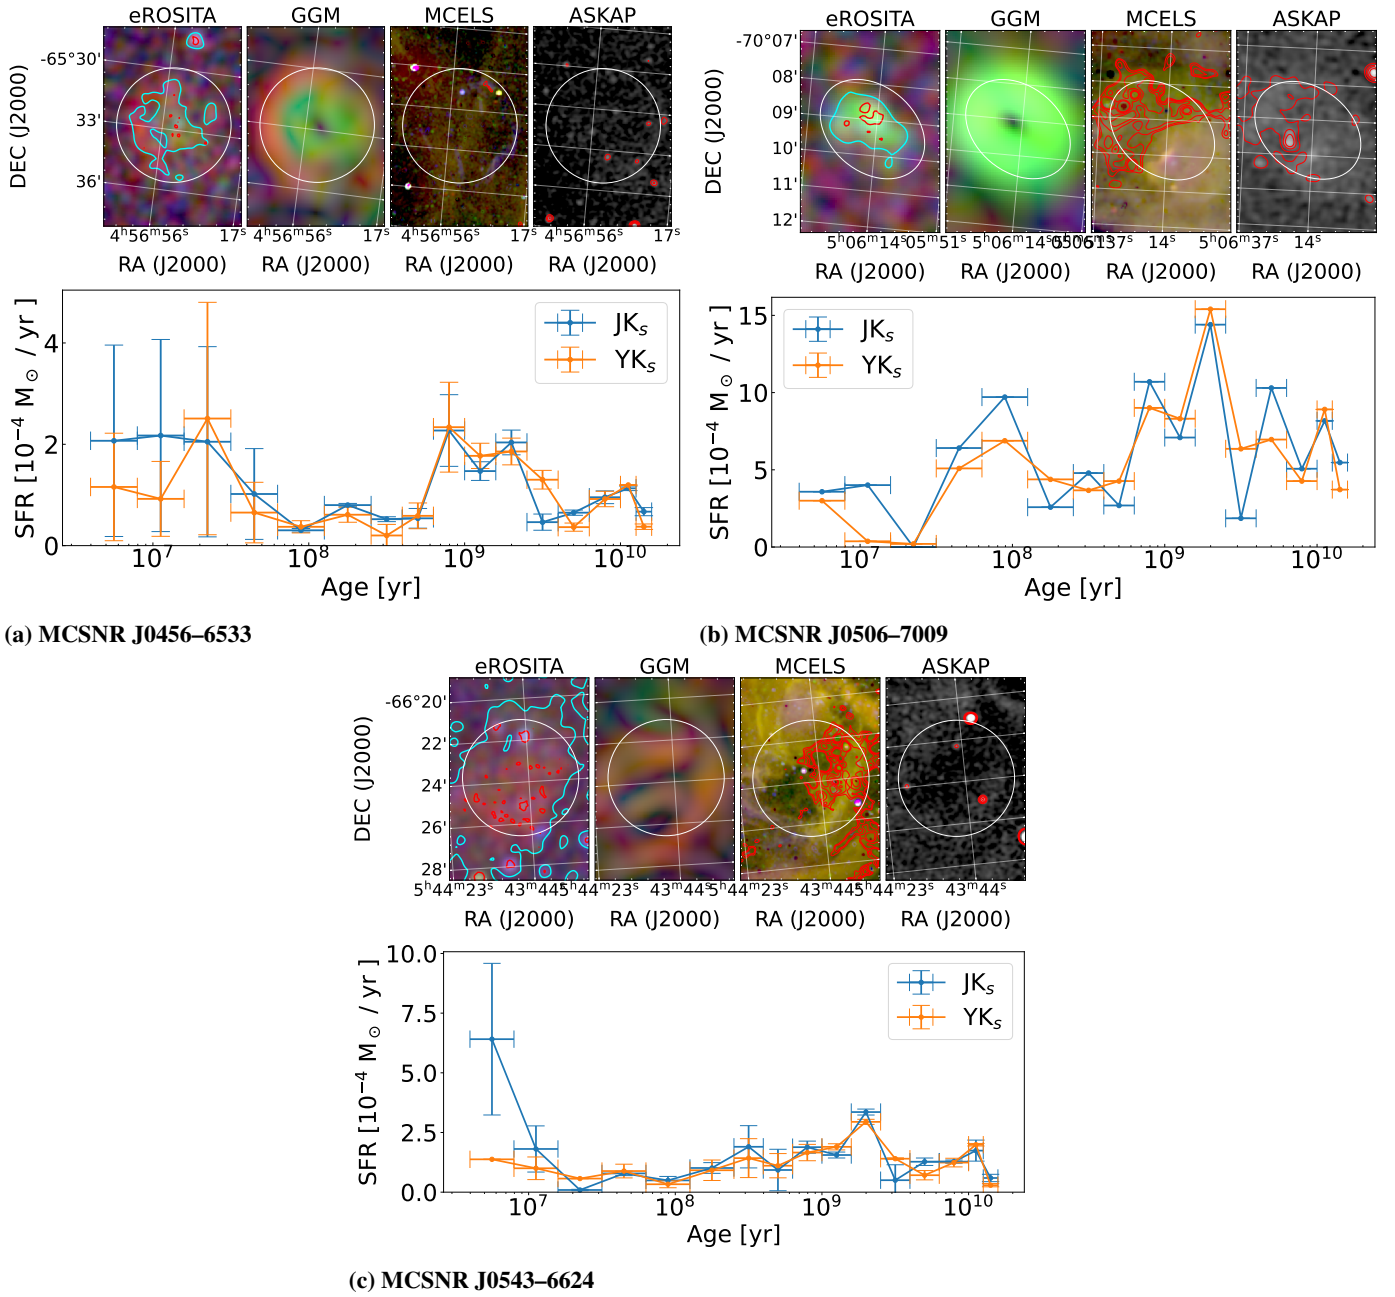 eROSITA GGM MCELS ASKAP
DEC (J2000)
-65°30'
33'
36'
4ʰ56ᵐ56ˢ 17ˢ 4ʰ56ᵐ56ˢ 17ˢ 4ʰ56ᵐ56ˢ 17ˢ 4ʰ56ᵐ56ˢ 17ˢ
RA (J2000) RA (J2000) RA (J2000) RA (J2000)
SFR [10⁻⁴ M⊙ / yr ]
4
2
0
JKₛ
YKₛ
10⁷ 10⁸ 10⁹ 10¹⁰
Age [yr]
(a) MCSNR J0456–6533
eROSITA GGM MCELS ASKAP
DEC (J2000)
-70°07'
08'
09'
10'
11'
12'
5ʰ06ᵐ14ˢ 05ᵐ51ˢ 5ʰ06ᵐ14ˢ 05ᵐ51ˢ 5ʰ06ᵐ37ˢ 14ˢ 5ʰ06ᵐ37ˢ 14ˢ
RA (J2000) RA (J2000) RA (J2000) RA (J2000)
SFR [10⁻⁴ M⊙ / yr ]
15
10
5
0
JKₛ
YKₛ
10⁷ 10⁸ 10⁹ 10¹⁰
Age [yr]
(b) MCSNR J0506–7009
eROSITA GGM MCELS ASKAP
DEC (J2000)
-66°20'
22'
24'
26'
28'
5ʰ44ᵐ23ˢ 43ᵐ44ˢ 5ʰ44ᵐ23ˢ 43ᵐ44ˢ 5ʰ44ᵐ23ˢ 43ᵐ44ˢ 5ʰ44ᵐ23ˢ 43ᵐ44ˢ
RA (J2000) RA (J2000) RA (J2000) RA (J2000)
SFR [10⁻⁴ M⊙ / yr ]
10.0
7.5
5.0
2.5
0.0
JKₛ
YKₛ
10⁷ 10⁸ 10⁹ 10¹⁰
Age [yr]
(c) MCSNR J0543–6624